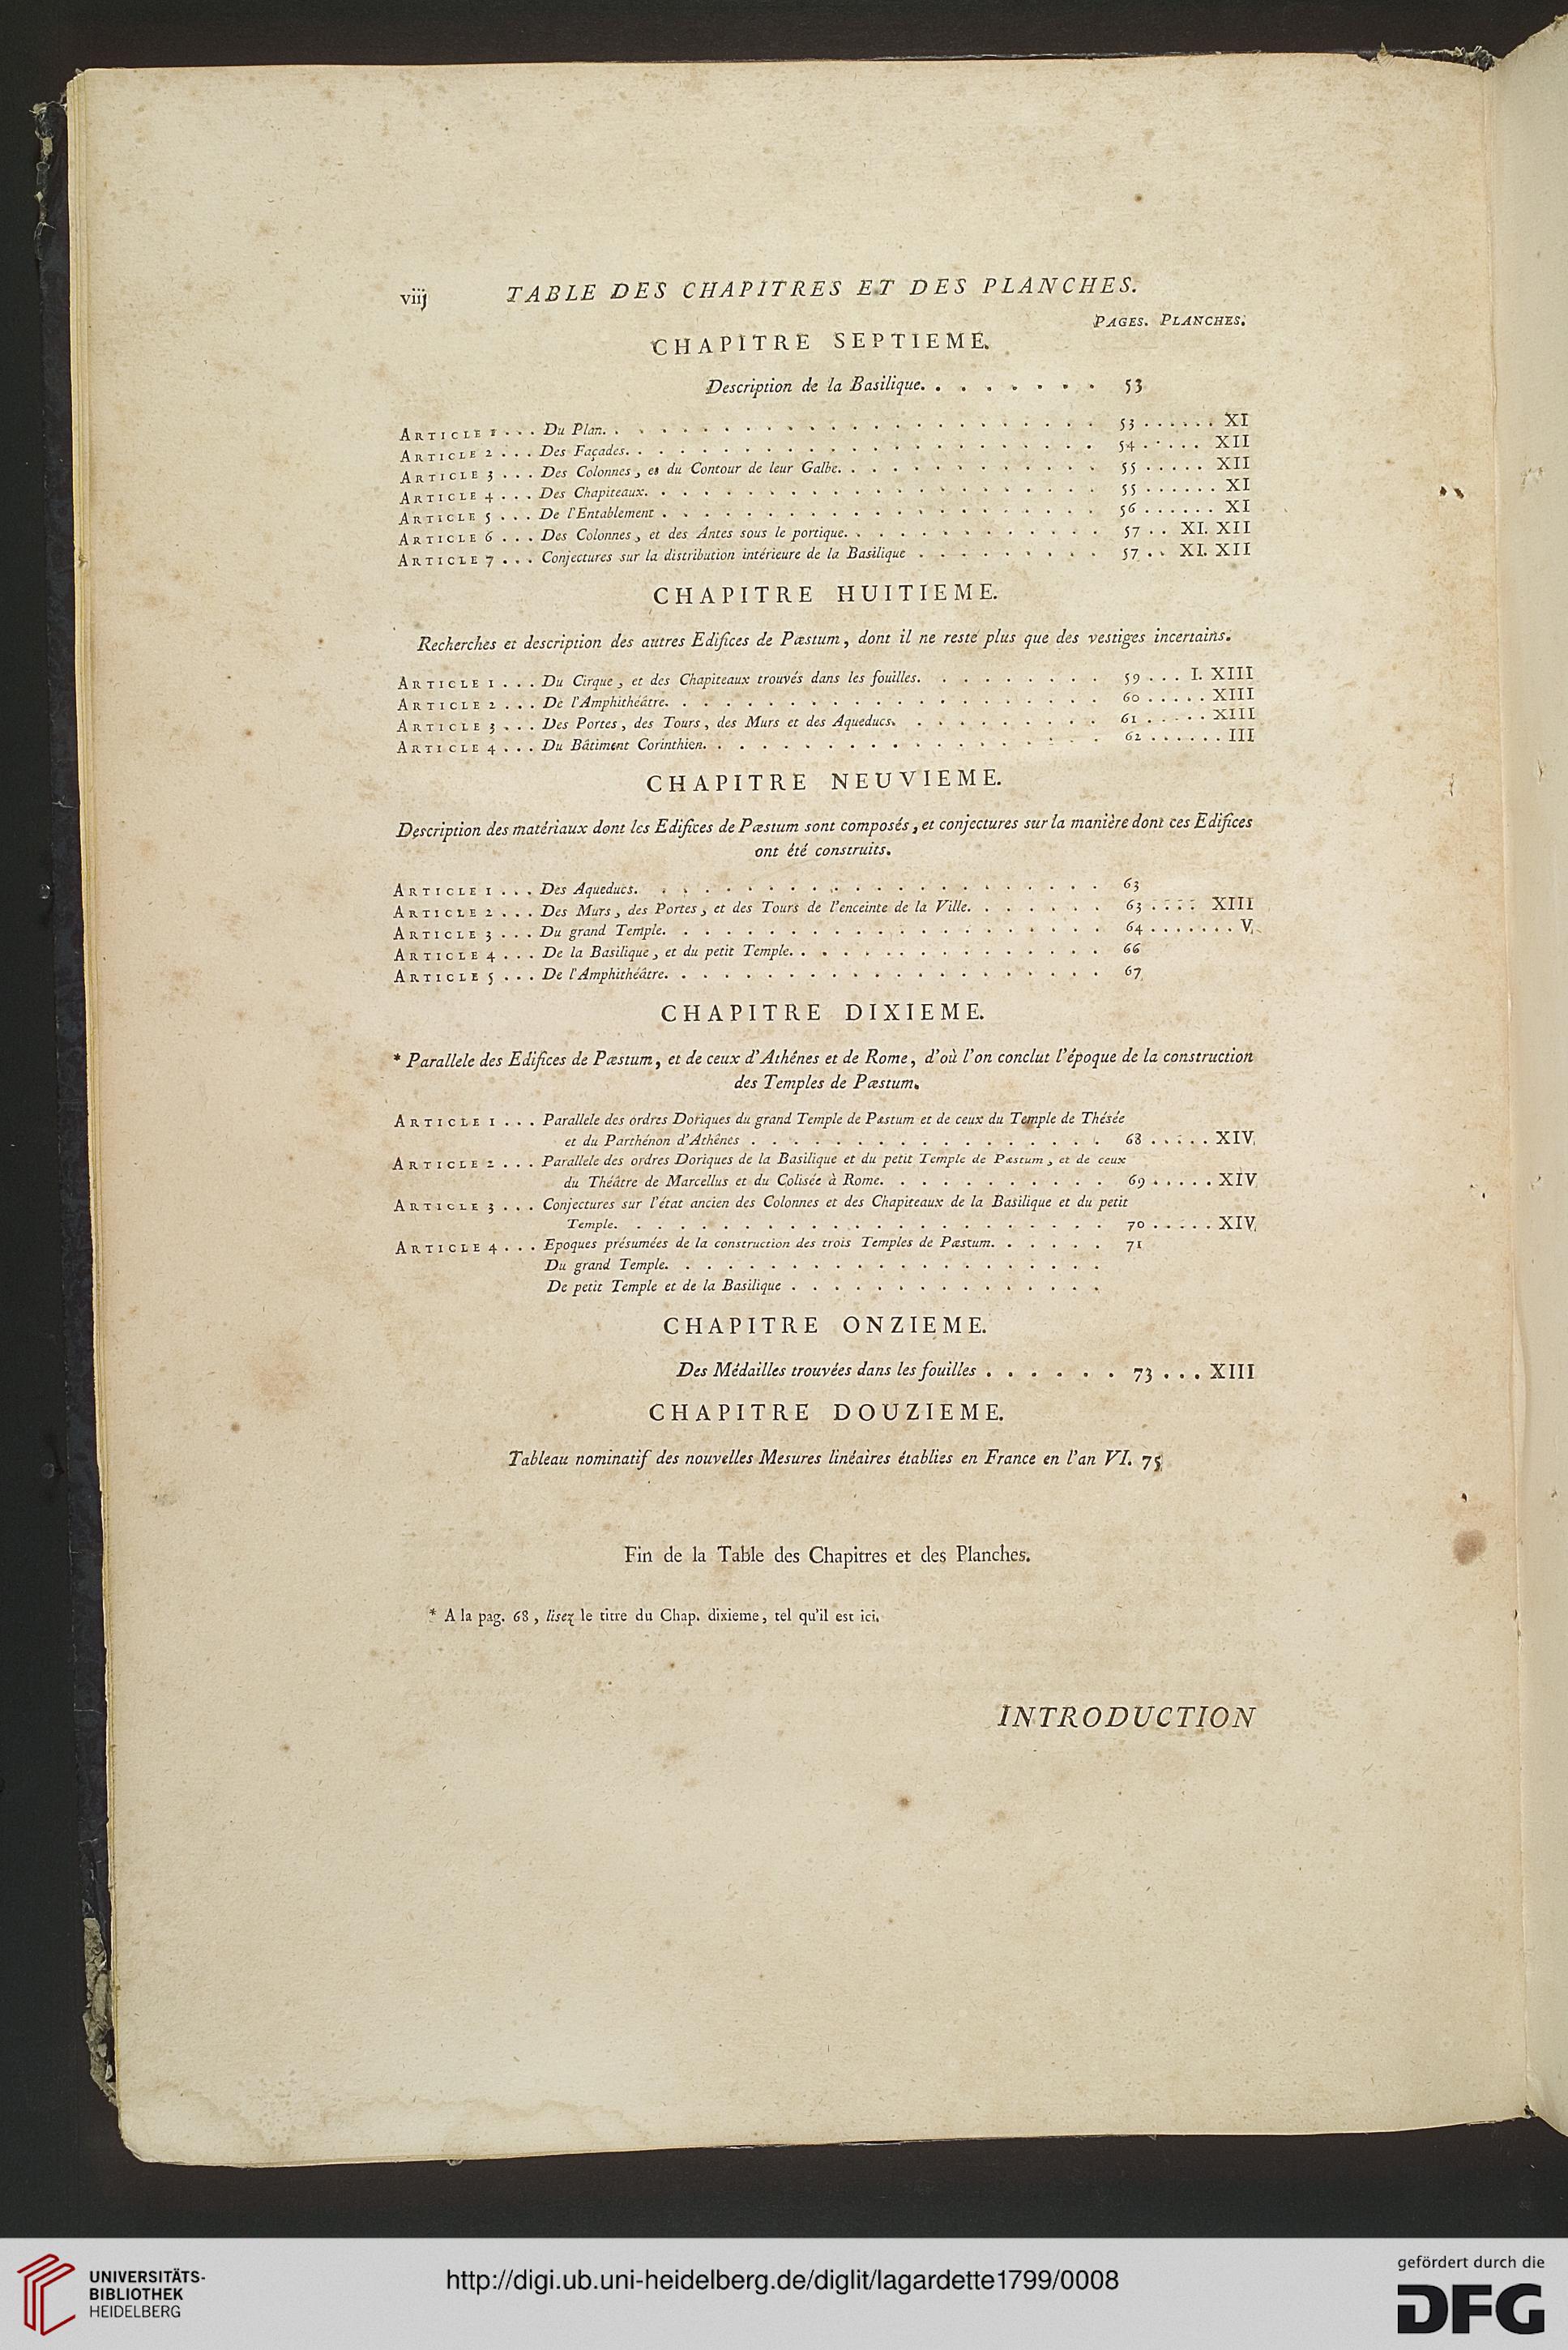 viij TABLE DES CHAPITRES ET DES PLANCHES.
PAGES. PLANCHES.
CHAPITRE SEPTIEME.
Description de la Basilique. . . . . . . . . 53
ARTICLE 1 . . . Du Plan. . . . . . . . . . . . . . . . . . . . . . . . 53 . . . . . . XI
ARTICLE 2 . . . Des Façades. . . . . . . . . . . . . . . . . . . . . . . 54 . . . . . XII
ARTICLE 3 . . . Des Colonnes, et du Contour de leur Galbe. . . . . . . . . . . . . 55 . . . . . XII
ARTICLE 4 . . . Des Chapiteaux. . . . . . . . . . . . . . . . . . . . . . 55 . . . . . . XI
ARTICLE 5 . . . De l'Entablement . . . . . . . . . . . . . . . . . . . . . 56 . . . . . . XI
ARTICLE 6 . . . Des Colonnes, et des Antes sous le portique. . . . . . . . . . . . . 57 . . XI. XII
ARTICLE 7 . . . Conjectures sur la distribution intérieure de la Basilique . . . . . . . . . 57 . . XI. XII
CHAPITRE HUITIEME.
Recherches et description des autres Edifices de Pæstum, dont il ne reste plus que des vestiges incertains.
ARTICLE 1 . . . Du Cirque, et des Chapiteaux trouvés dans les fouilles. . . . . . . . . 59 . . . I. XIII
ARTICLE 2 . . . De l'Amphithéâtre. . . . . . . . . . . . . . . . . . . . . 60 . . . . . XIII
ARTICLE 3 . . . Des Portes, des Tours, des Murs et des Aqueducs. . . . . . . . . . 61 . . . . . XIII
ARTICLE 4 . . . Du Bâtiment Corinthien. . . . . . . . . . . . . . . . . . . 62 . . . . . . III
CHAPITRE NEUVIEME.
Description des matériaux dont les Edifices de Pæstum sont composés, et conjectures sur la manière dont ces Edifices
ont été construits.
ARTICLE 1 . . . Des Aqueducs. . . . . . . . . . . . . . . . . . . . . . 63
ARTICLE 2 . . . Des Murs, des Portes, et des Tours de l'enceinte de la Ville. . . . . . . 63 . . . . XIII
ARTICLE 3 . . . Du grand Temple. . . . . . . . . . . . . . . . . . . . . 64 . . . . . . . V.
ARTICLE 4 . . . De la Basilique, et du petit Temple. . . . . . . . . . . . . . . . 66
ARTICLE 5 . . . De l'Amphithéâtre. . . . . . . . . . . . . . . . . . . . . 67
CHAPITRE DIXIEME.
* Parallele des Edifices de Pæstum, et de ceux d'Athênes et de Rome, d'où l'on conclut l'époque de la construction
des Temples de Pæstum.
ARTICLE 1 . . . Parallele des ordres Doriques du grand Temple de Pæstum et de ceux du Temple de Thésée
et du Parthénon d'Athênes . . . . . . . . . . . . . . . . . 68 . . . . . XIV.
ARTICLE 2 . . . Parallele des ordres Doriques de la Basilique et du petit Temple de Pæstum, et de ceux
du Théâtre de Marcellus et du Colisée à Rome. . . . . . . . . . . . 69 . . . . . XIV
ARTICLE 3 . . . Conjectures sur l'état ancien des Colonnes et des Chapiteaux de la Basilique et du petit
Temple. . . . . . . . . . . . . . . . . . . . . . . . 70 . . . . . XIV.
ARTICLE 4 . . . Epoques présumées de la construction des trois Temples de Pæstum. . . . . . 71
Du grand Temple. . . . . . . . . . . . . . . . . . . . .
De petit Temple et de la Basilique . . . . . . . . . . . . . . .
CHAPITRE ONZIEME.
Des Médailles trouvées dans les fouilles . . . . . . 73 . . . XIII
CHAPITRE DOUZIEME.
Tableau nominatif des nouvelles Mesures linéaires établies en France en l'an VI. 75
Fin de la Table des Chapitres et des Planches.
* A la pag. 68, lisez le titre du Chap. dixieme, tel qu'il est ici.
INTRODUCTION
UNIVERSITÄTS-
BIBLIOTHEK
HEIDELBERG
http://digi.ub.uni-heidelberg.de/diglit/lagardette1799/0008
gefördert durch die
DFG